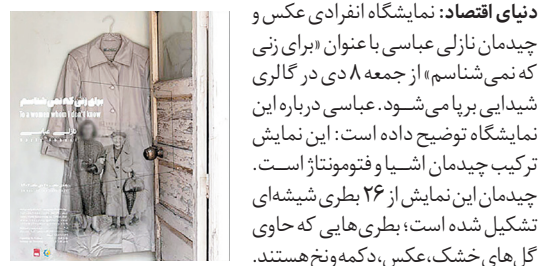 دنیای اقتصاد: نمایشگاه انفرادی عکس و
چیدمان نازلی عباسی با عنوان «برای زنی
که نمی‌شناسم» از جمعه ۸ دی در گالری
شیدایی برپا می‌شود. عباسی درباره این
نمایشگاه توضیح داده است: این نمایش
ترکیب چیدمان اشیا و فتومونتاژ است.
چیدمان این نمایش از ۲۶ بطری شیشه‌ای
تشکیل شده است؛ بطری‌هایی که حاوی
گل‌های خشک، عکس، دکمه و نخ هستند.
برای زنی که نمی شناسم
to a woman whom i don't know
نازلی عباسی